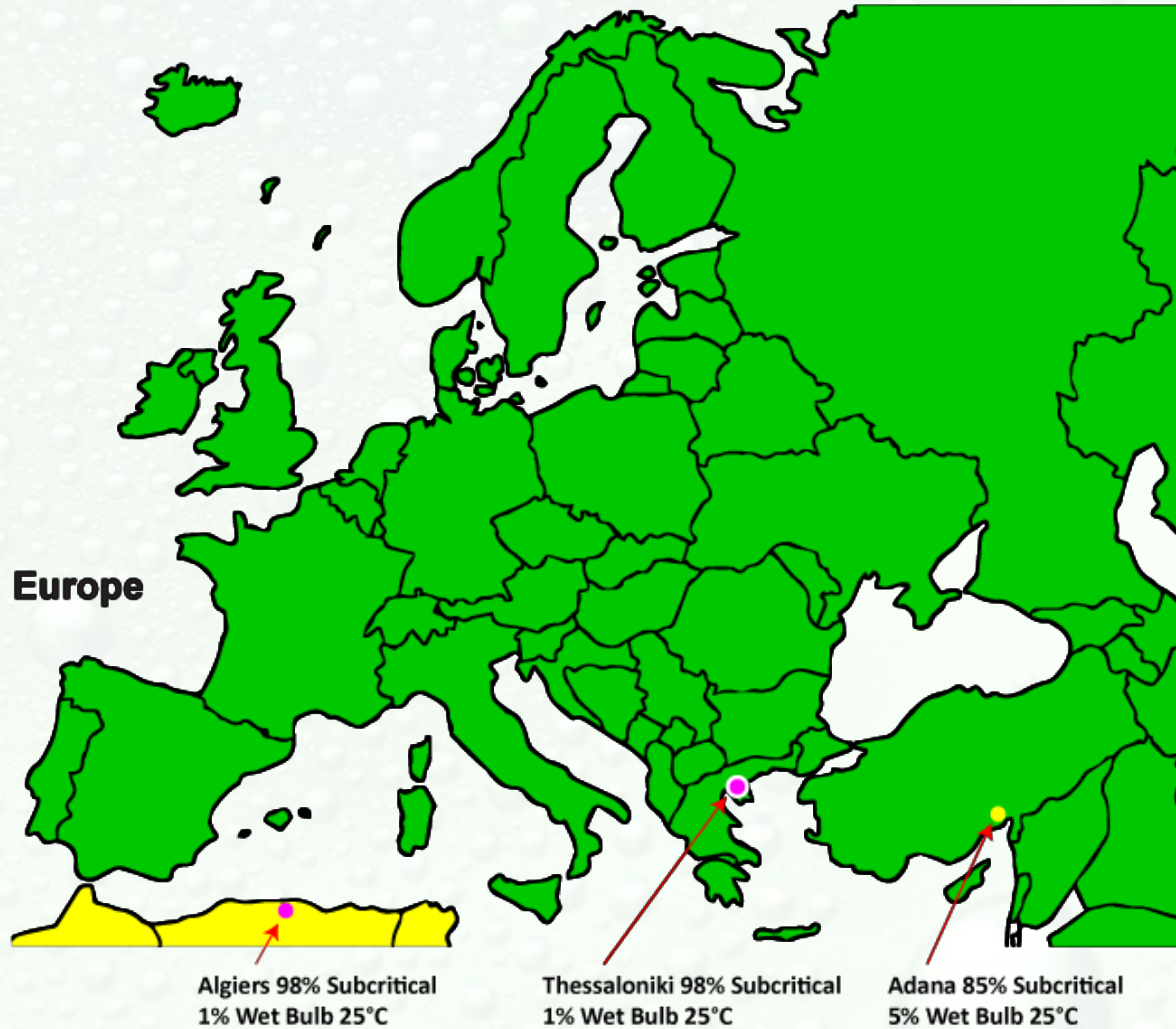 Europe
Algiers 98% Subcritical
1% Wet Bulb 25°C
Thessaloniki 98% Subcritical
1% Wet Bulb 25°C
Adana 85% Subcritical
5% Wet Bulb 25°C